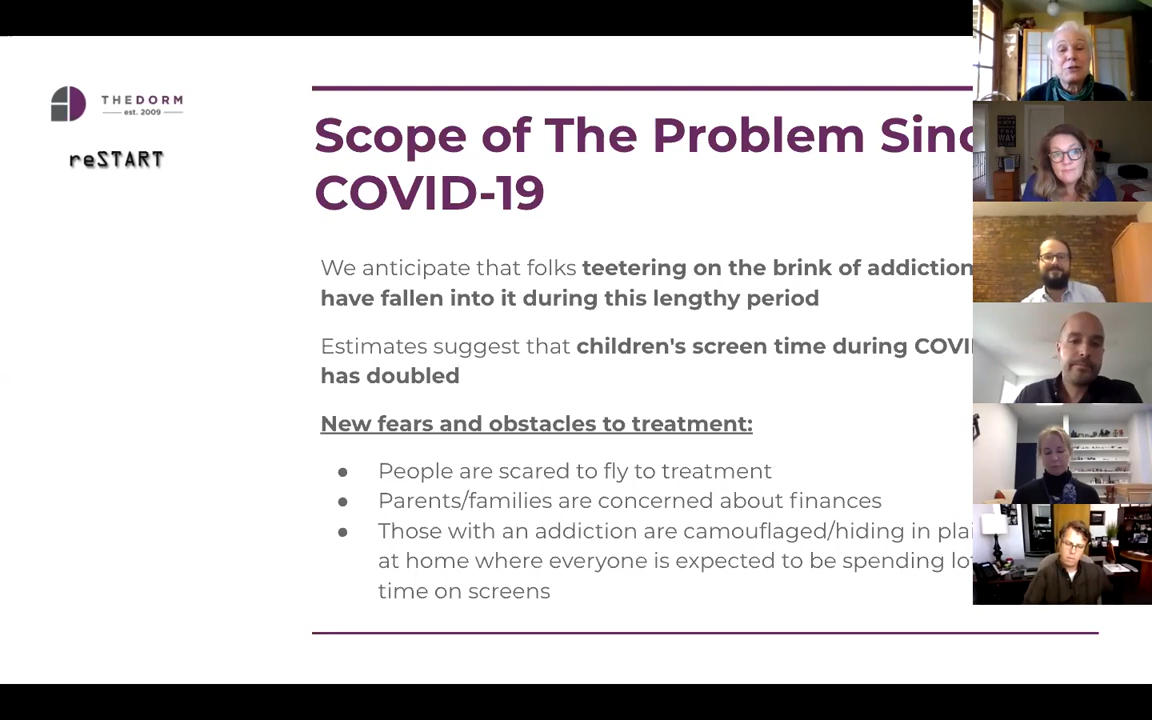 THEDORM
est. 2009
reSTART
Scope of The Problem Sinc
COVID-19
We anticipate that folks teetering on the brink of addiction
have fallen into it during this lengthy period
Estimates suggest that children's screen time during COVI
has doubled
New fears and obstacles to treatment:
● People are scared to fly to treatment
● Parents/families are concerned about finances
● Those with an addiction are camouflaged/hiding in plai
at home where everyone is expected to be spending lo
time on screens